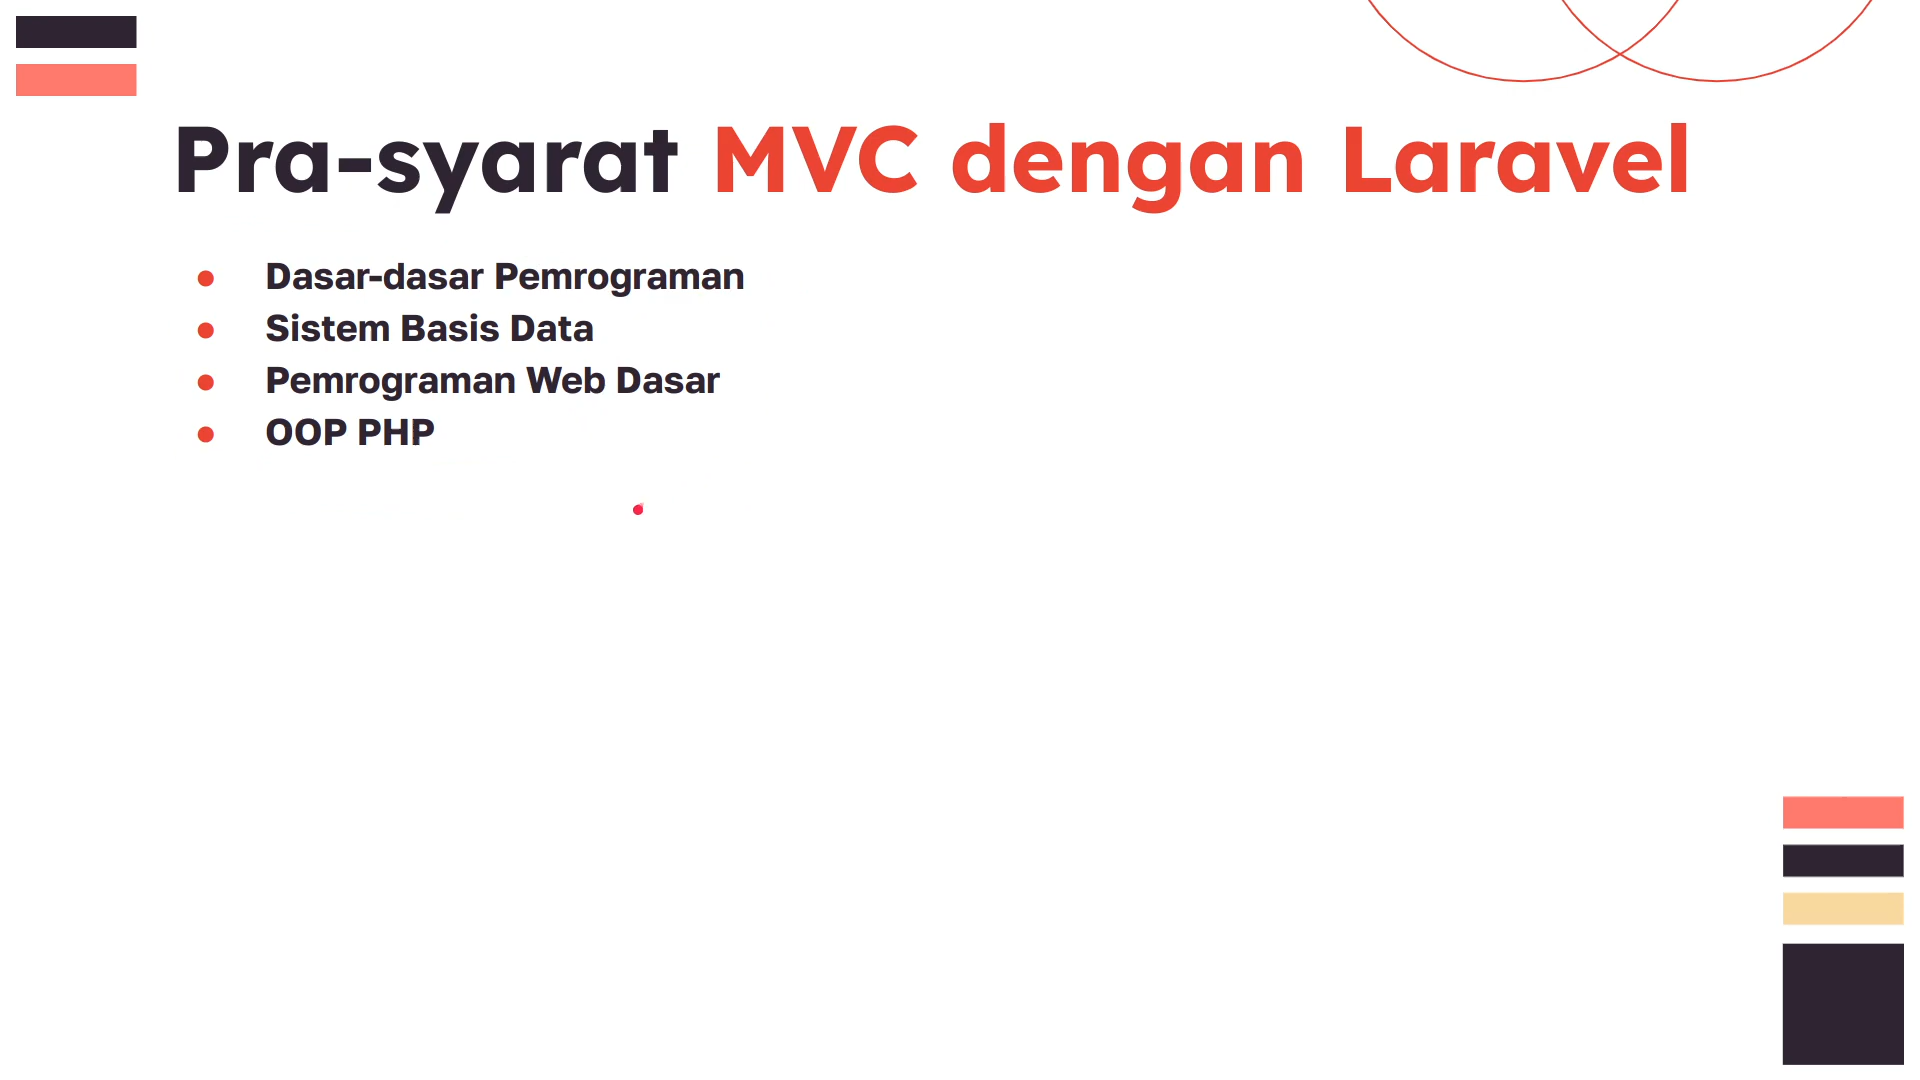 Pra-syarat MVC dengan Laravel
Dasar-dasar Pemrograman
Sistem Basis Data
Pemrograman Web Dasar
OOP PHP